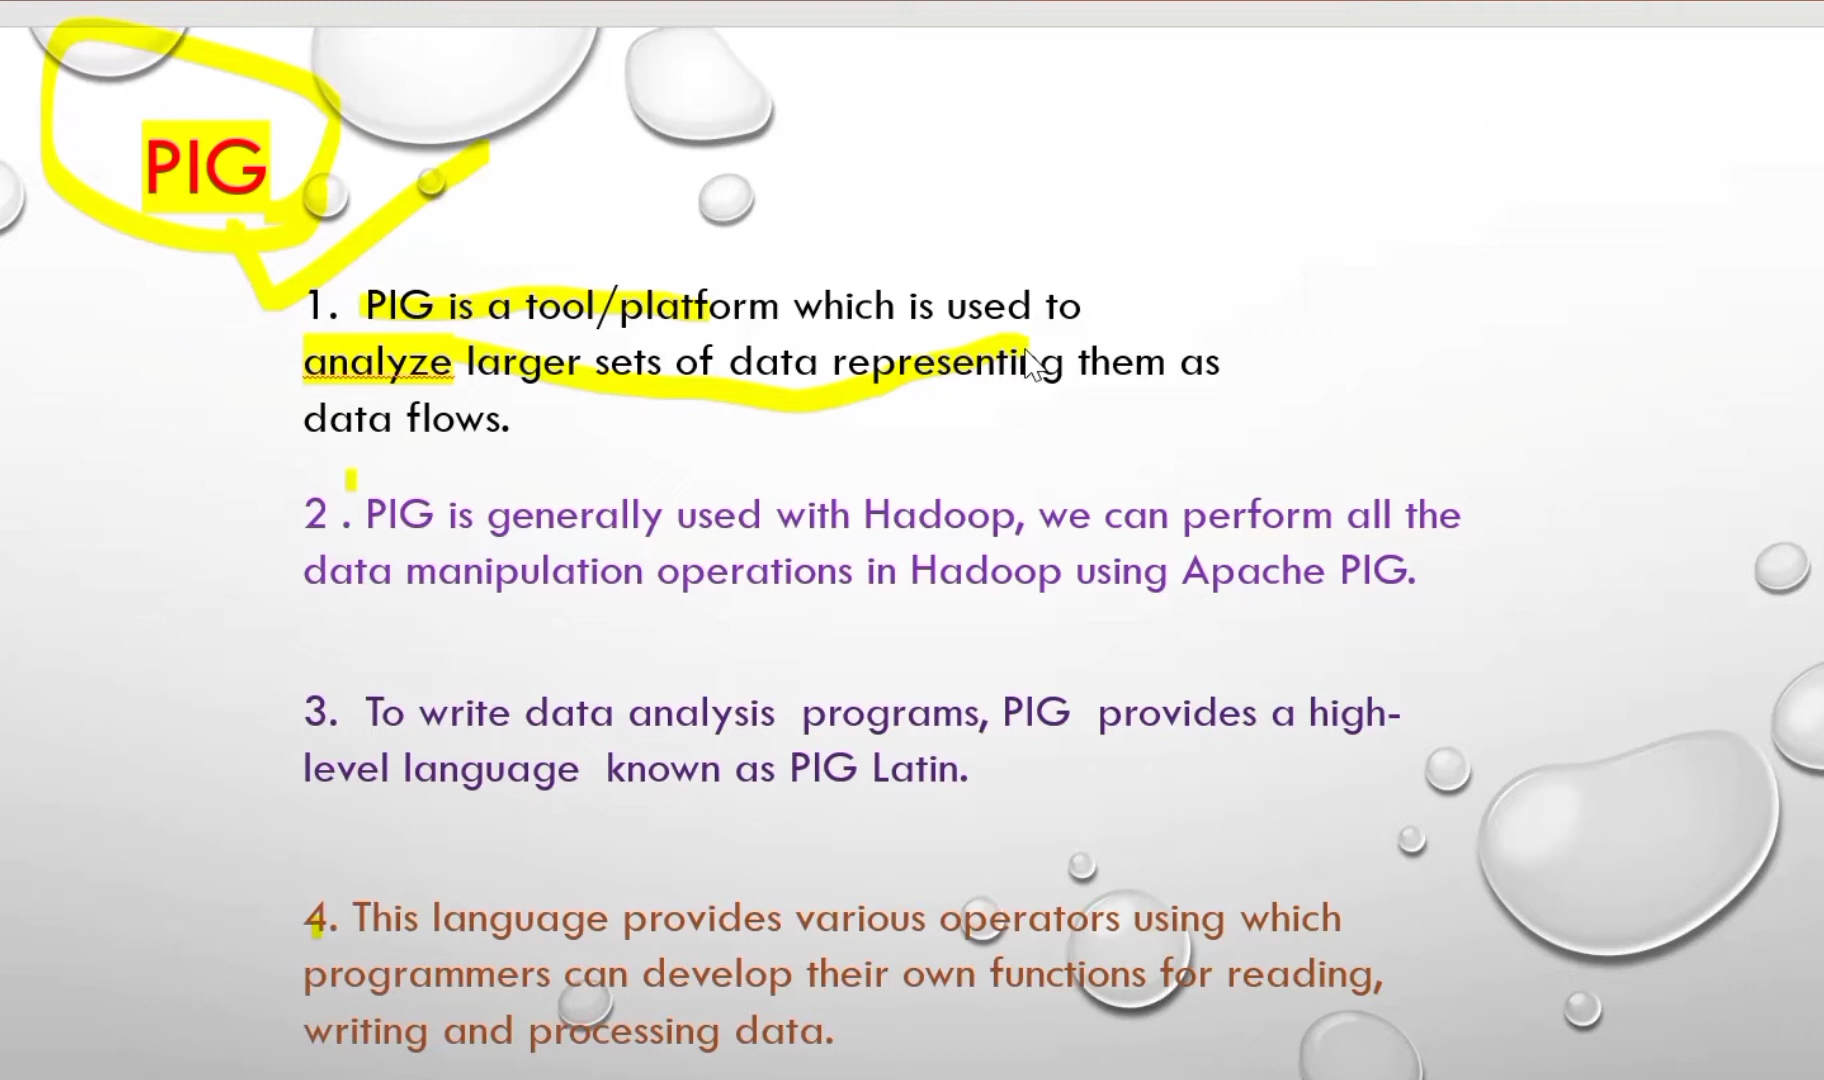 PIG
1. PIG is a tool/platform which is used to
analyze larger sets of data representing them as
data flows.
2 . PIG is generally used with Hadoop, we can perform all the
data manipulation operations in Hadoop using Apache PIG.
3. To write data analysis programs, PIG provides a high-
level language known as PIG Latin.
4. This language provides various operators using which
programmers can develop their own functions for reading,
writing and processing data.